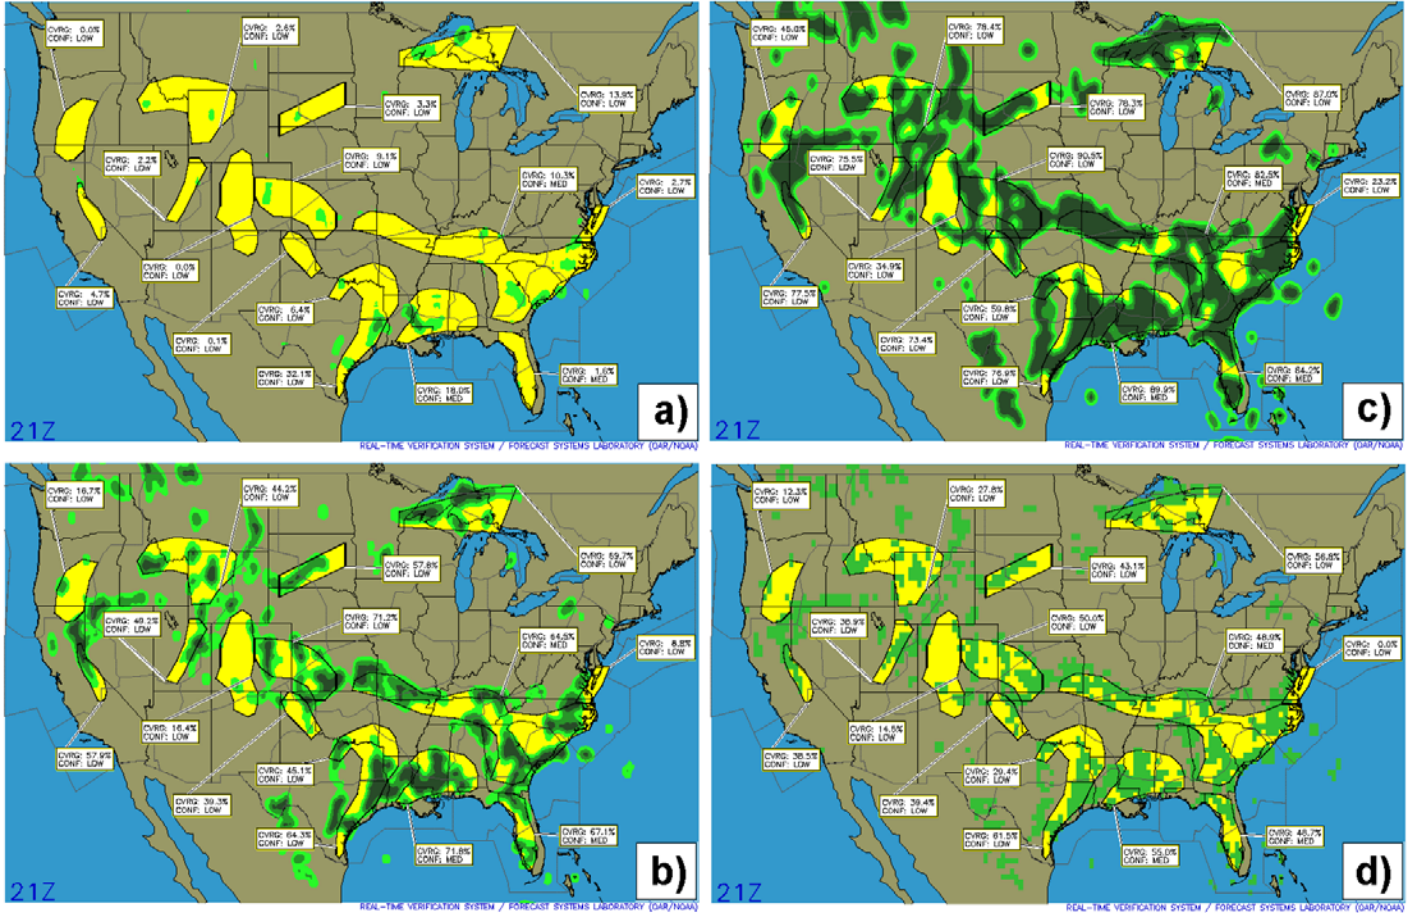 CVRG: 0.0%
CONF: LOW
CVRG: 2.6%
CONF: LOW
CVRG: 13.9%
CONF: LOW
CVRG: 3.3%
CONF: LOW
CVRG: 2.2%
CONF: LOW
CVRG: 9.1%
CONF: LOW
CVRG: 10.3%
CONF: MED
CVRG: 2.7%
CONF: LOW
CVRG: 0.0%
CONF: LOW
CVRG: 4.7%
CONF: LOW
CVRG: 6.4%
CONF: LOW
CVRG: 0.1%
CONF: LOW
CVRG: 32.1%
CONF: LOW
CVRG: 18.0%
CONF: MED
CVRG: 1.6%
CONF: MED
a)
21Z
REAL-TIME VERIFICATION SYSTEM / FORECAST SYSTEMS LABORATORY (OAR/NOAA)
CONF: LOW
CVRG: 78.4%
CONF: LOW
CVRG: 87.0%
CONF: LOW
CVRG: 78.3%
CONF: LOW
CVRG: 75.5%
CONF: LOW
CVRG: 90.8%
CONF: LOW
CVRG: 82.5%
CONF: MED
CVRG: 23.2%
CONF: LOW
CVRG: 34.9%
CONF: LOW
CVRG: 77.5%
CONF: LOW
CVRG: 59.8%
CONF: LOW
CVRG: 73.4%
CONF: LOW
CVRG: 76.9%
CONF: LOW
CVRG: 89.9%
CONF: MED
CVRG: 84.2%
CONF: MED
c)
21Z
REAL-TIME VERIFICATION SYSTEM / FORECAST SYSTEMS LABORATORY (OAR/NOAA)
CVRG: 16.7%
CONF: LOW
CVRG: 44.2%
CONF: LOW
CVRG: 69.7%
CONF: LOW
CVRG: 57.8%
CONF: LOW
CVRG: 49.2%
CONF: LOW
CVRG: 71.2%
CONF: LOW
CVRG: 64.5%
CONF: MED
CVRG: 8.8%
CONF: LOW
CVRG: 16.4%
CONF: LOW
CVRG: 57.9%
CONF: LOW
CVRG: 45.1%
CONF: LOW
CVRG: 39.3%
CONF: LOW
CVRG: 64.3%
CONF: LOW
CVRG: 71.8%
CONF: MED
CVRG: 67.1%
CONF: MED
b)
21Z
REAL-TIME VERIFICATION SYSTEM / FORECAST SYSTEMS LABORATORY (OAR/NOAA)
CVRG: 12.3%
CONF: LOW
CVRG: 27.8%
CONF: LOW
CVRG: 56.8%
CONF: LOW
CVRG: 43.1%
CONF: LOW
CVRG: 36.9%
CONF: LOW
CVRG: 50.0%
CONF: LOW
CVRG: 48.9%
CONF: MED
CVRG: 0.0%
CONF: LOW
CVRG: 14.5%
CONF: LOW
CVRG: 38.5%
CONF: LOW
CVRG: 29.4%
CONF: LOW
CVRG: 39.4%
CONF: LOW
CVRG: 61.5%
CONF: LOW
CVRG: 55.0%
CONF: MED
CVRG: 48.7%
CONF: MED
d)
21Z
REAL-TIME VERIFICATION SYSTEM / FORECAST SYSTEMS LABORATORY (OAR/NOAA)